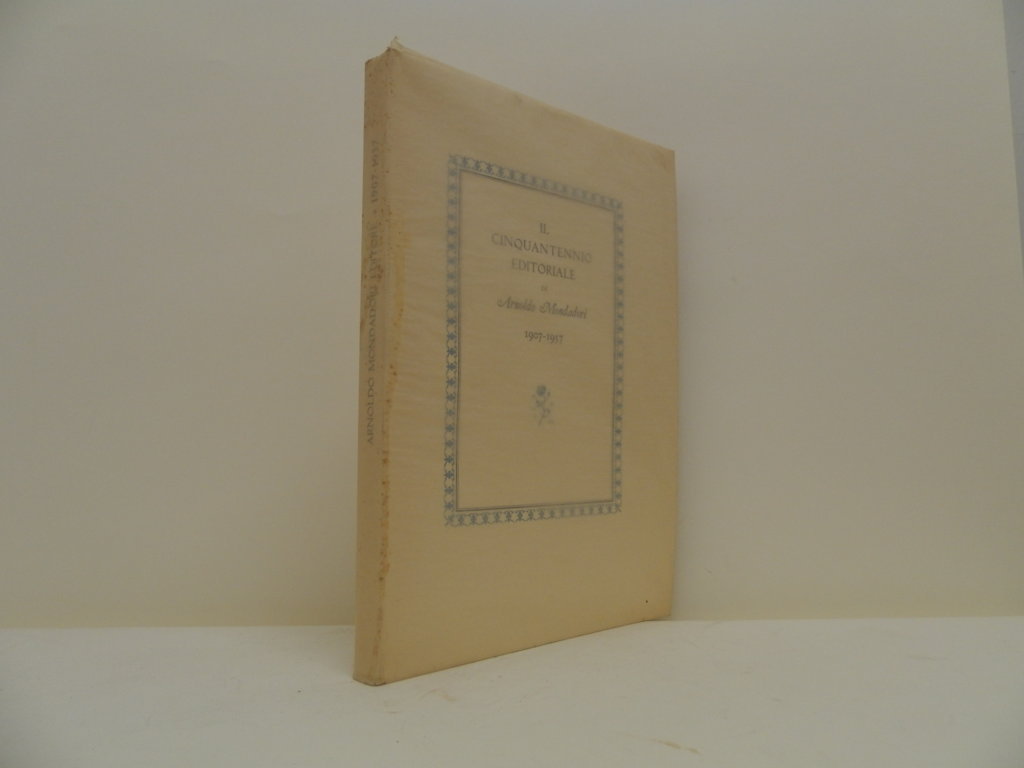 IL
CINQUANTENNIO
EDITORIALE
DI
Arnoldo Mondadori
1907-1957
ARNOLDO MONDADORI EDITORE • 1907-1957